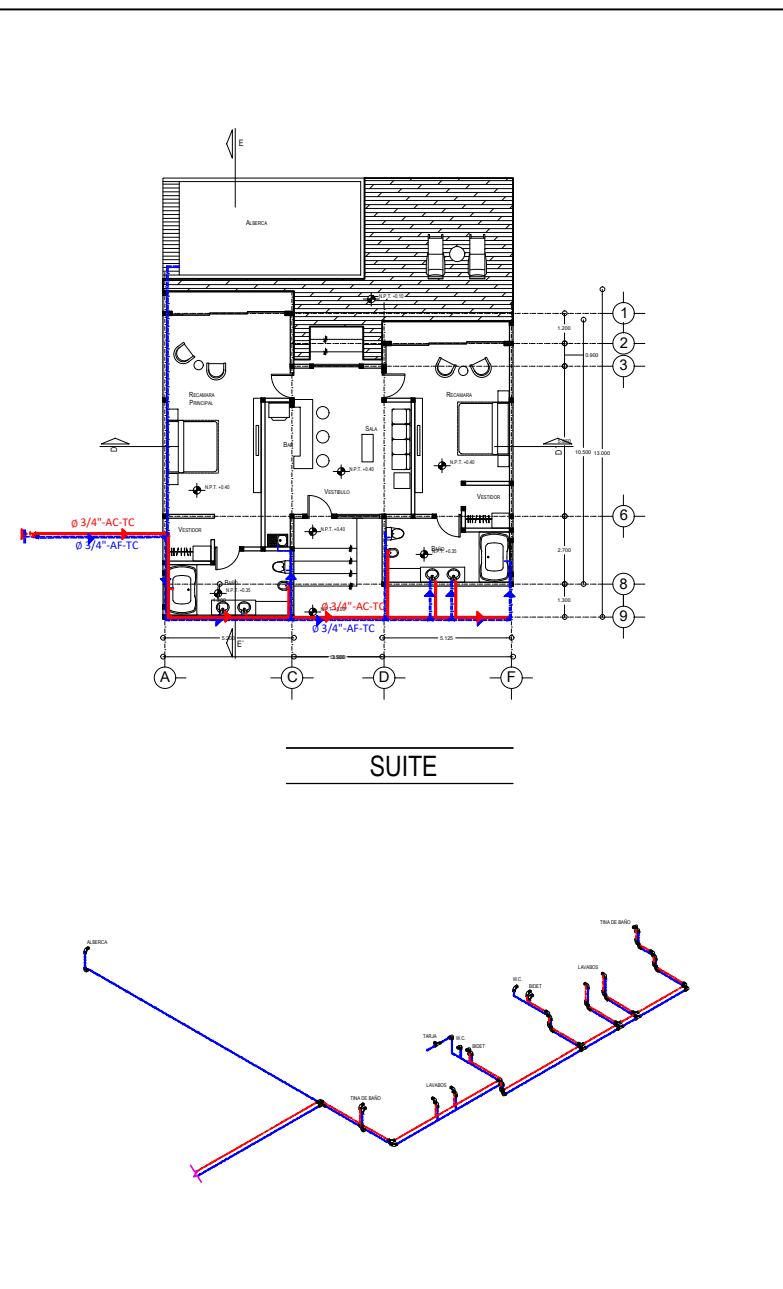 E
ALBERCA
N.P.T. +0.10
1
1.200
2
0.900
3
RECAMARA
PRINCIPAL
RECAMARA
SALA
BAR
D
D'
10.500
13.000
N.P.T. +0.40
N.P.T. +0.40
N.P.T. +0.40
VESTIBULO
VESTIDOR
6
Ø 3/4"-AC-TC
Ø 3/4"-AF-TC
VESTIDOR
N.P.T. +0.40
BAÑO
N.P.T. +0.35
2.700
BAÑO
N.P.T. +0.35
8
Ø 3/4"-AC-TC
1.300
9
Ø 3/4"-AF-TC
5.125
E'
A
C
D
F
SUITE
TINA DE BAÑO
ALBERCA
LAVABOS
W.C.
BIDET
TARJA
W.C.
BIDET
LAVABOS
TINA DE BAÑO